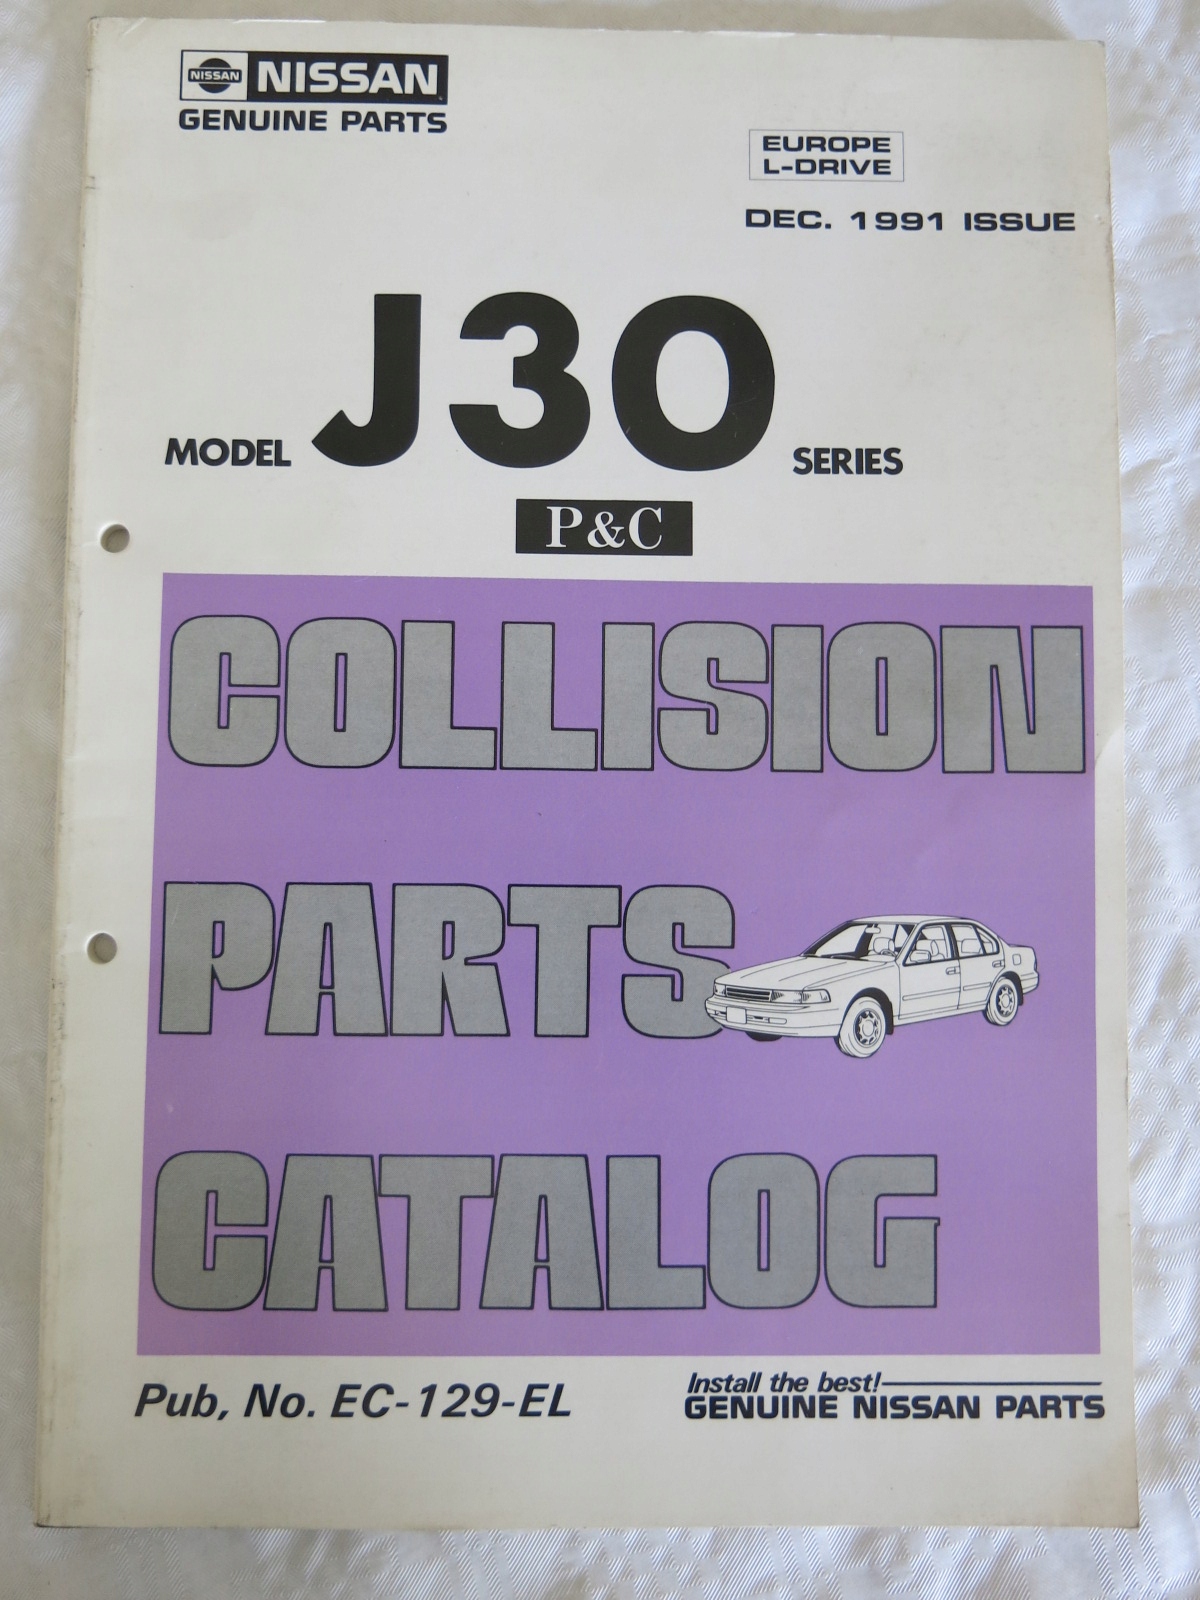 NISSAN NISSAN
GENUINE PARTS
EUROPE
L-DRIVE
DEC. 1991 ISSUE
MODEL J30 SERIES
P&C
COLLISION
PARTS
CATALOG
Pub, No. EC-129-EL
Install the best!
GENUINE NISSAN PARTS